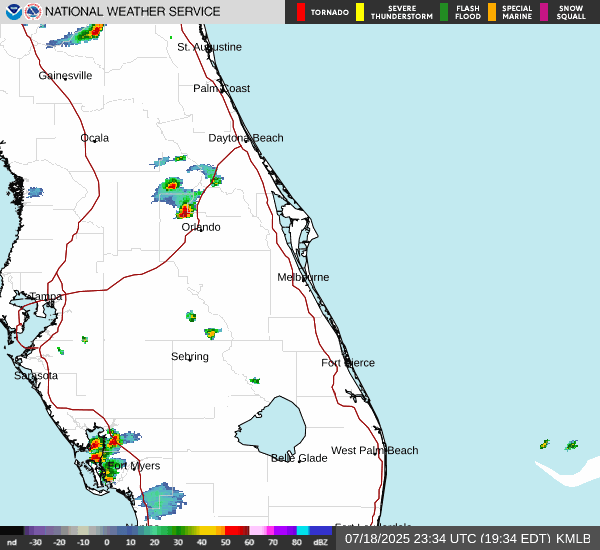 NATIONAL WEATHER SERVICE
TORNADO
SEVERE THUNDERSTORM
FLASH FLOOD
SPECIAL MARINE
SNOW SQUALL
St. Augustine
Gainesville
Palm Coast
Ocala
Daytona Beach
Orlando
Melbourne
Tampa
Sebring
Fort Pierce
Sarasota
West Palm Beach
Belle Glade
Fort Myers
nd -30 -20 -10 0 10 20 30 40 50 60 70 80 dBZ
07/18/2025 23:34 UTC (19:34 EDT) KMLB